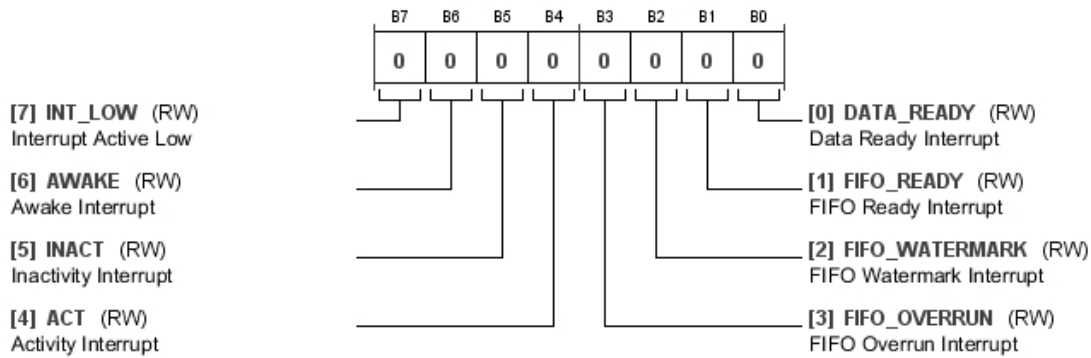 B7 B6 B5 B4 B3 B2 B1 B0
0 0 0 0 0 0 0 0
[7] INT_LOW (RW)
Interrupt Active Low
[6] AWAKE (RW)
Awake Interrupt
[5] INACT (RW)
Inactivity Interrupt
[4] ACT (RW)
Activity Interrupt
[0] DATA_READY (RW)
Data Ready Interrupt
[1] FIFO_READY (RW)
FIFO Ready Interrupt
[2] FIFO_WATERMARK (RW)
FIFO Watermark Interrupt
[3] FIFO_OVERRUN (RW)
FIFO Overrun Interrupt